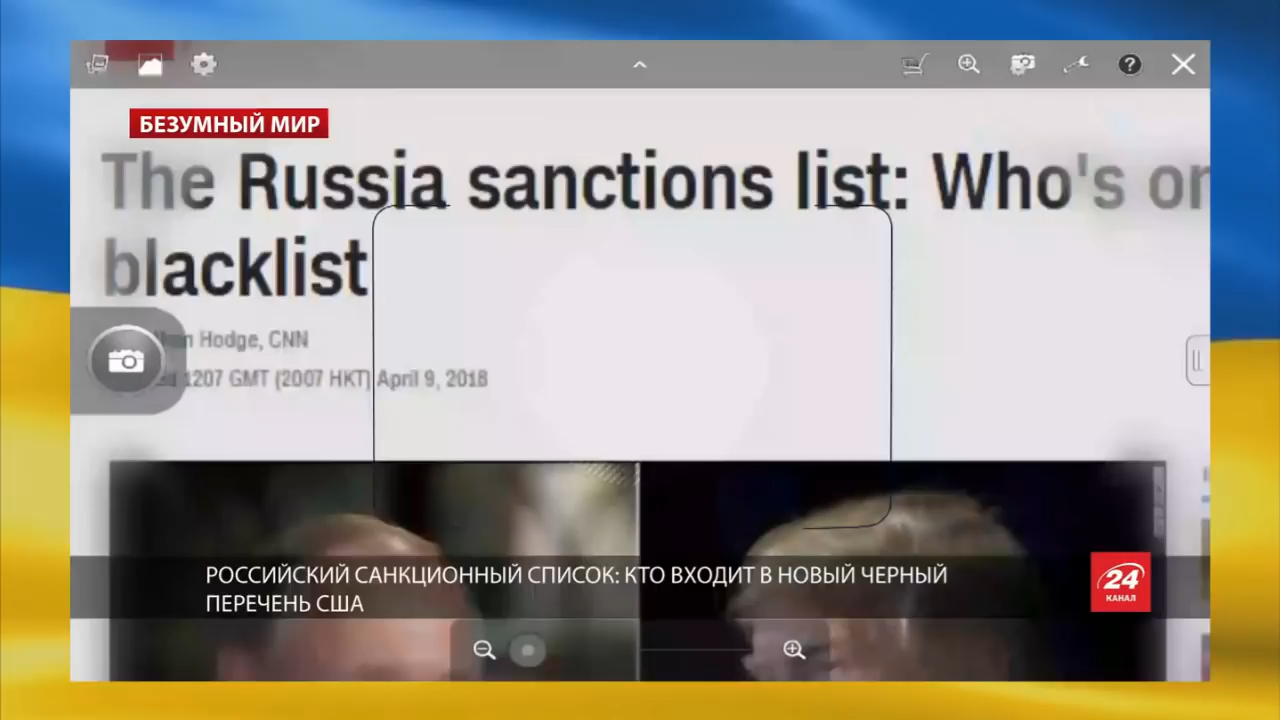 БЕЗУМНЫЙ МИР
The Russia sanctions list: Who's on
blacklist
Hodge, CNN
1207 GMT (2007 HKT) April 9, 2018
РОССИЙСКИЙ САНКЦИОННЫЙ СПИСОК: КТО ВХОДИТ В НОВЫЙ ЧЕРНЫЙ
ПЕРЕЧЕНЬ США
24
КАНАЛ